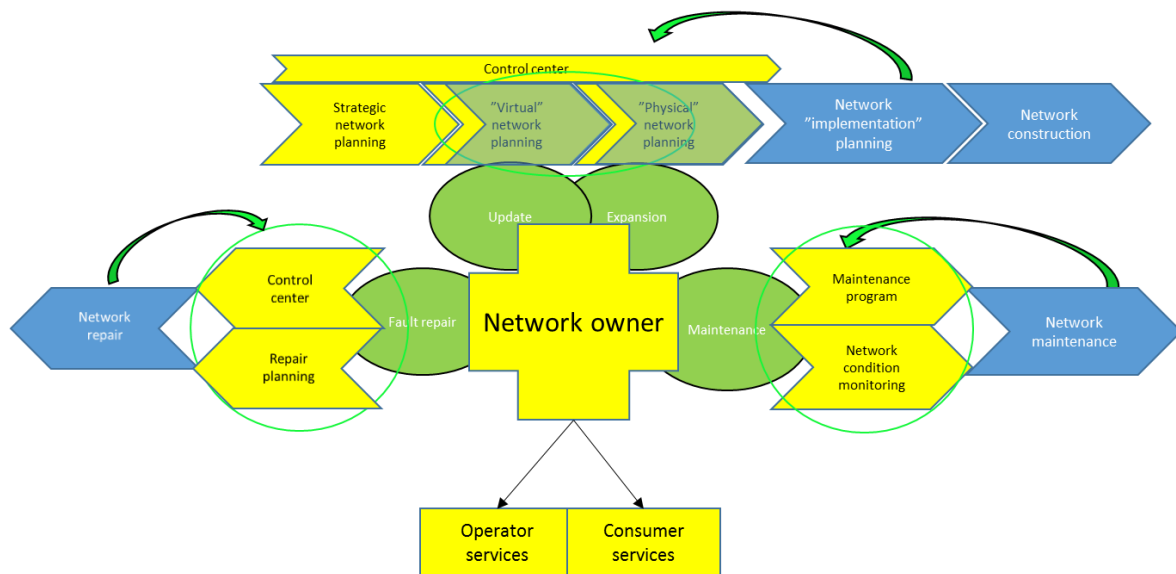 Control center
Strategic
network
planning
”Virtual”
network
planning
”Physical”
network
planning
Network
”implementation”
planning
Network
construction
Update
Expansion
Control
center
Maintenance
program
Network
repair
Fault repair
Network owner
Maintenance
Network
maintenance
Repair
planning
Network
condition
monitoring
Operator
services
Consumer
services